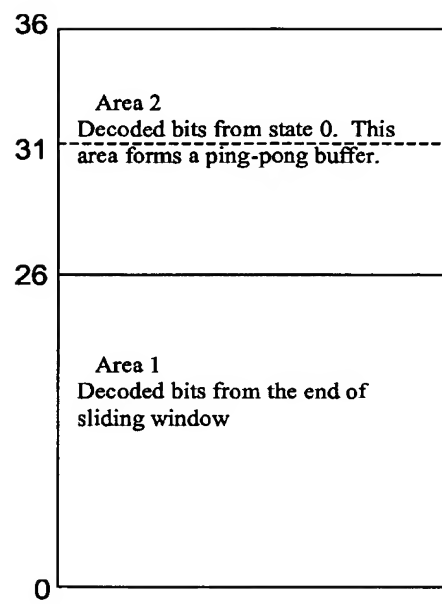 36
Area 2
Decoded bits from state 0. This
31
area forms a ping-pong buffer.
26
Area 1
Decoded bits from the end of
sliding window
0